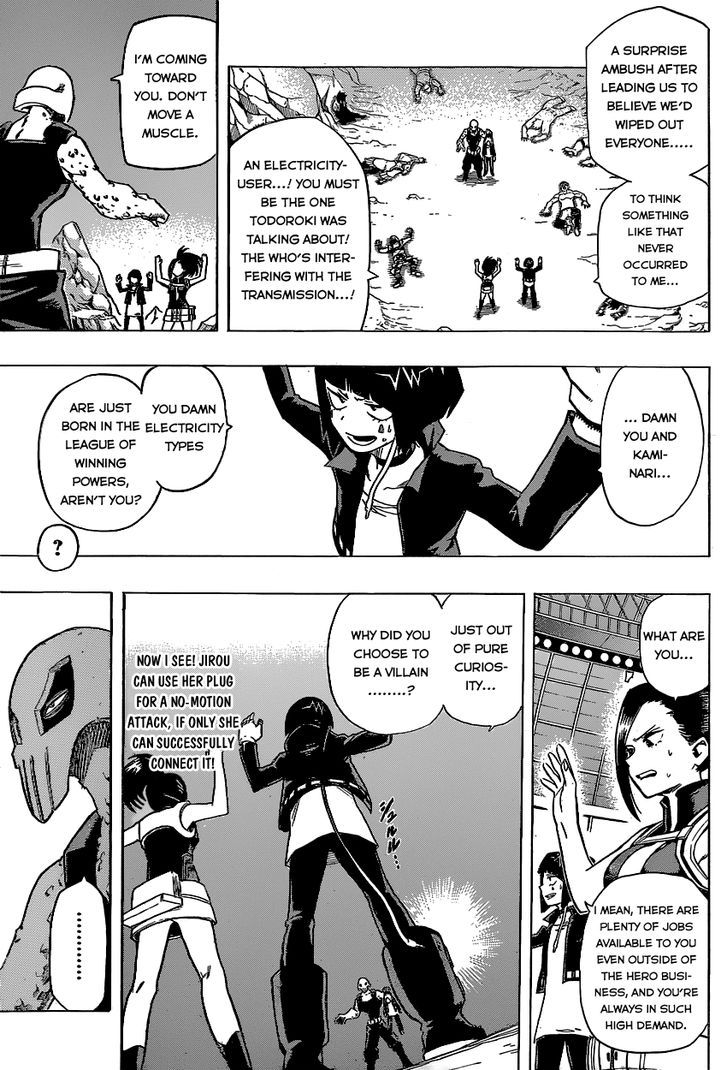 A SURPRISE
AMBUSH AFTER
LEADING US TO
BELIEVE WE'D
WIPED OUT
EVERYONE.....
TO THINK
SOMETHING
LIKE THAT
NEVER
OCCURRED
TO ME...
AN ELECTRICITY-
USER...! YOU MUST
BE THE ONE
TODOROKI WAS
TALKING ABOUT!
THE WHO'S INTER-
FERING WITH THE
TRANSMISSION...!
I'M COMING
TOWARD
YOU. DON'T
MOVE A
MUSCLE.
... DAMN
YOU AND
KAMI-
NARI...
YOU DAMN
ELECTRICITY
TYPES
ARE JUST
BORN IN THE
LEAGUE OF
WINNING
POWERS,
AREN'T YOU?
?
WHAT ARE
YOU...
I MEAN, THERE ARE
PLENTY OF JOBS
AVAILABLE TO YOU
EVEN OUTSIDE
OF THE HERO BUSI-
NESS, AND YOU'RE
ALWAYS IN SUCH
HIGH DEMAND.
JUST OUT
OF PURE
CURIOS-
ITY...
WHY DID YOU
CHOOSE TO
BE A VILLAIN
........?
NOW I SEE! JIROU
CAN USE HER PLUG
FOR A NO-MOTION
ATTACK, IF ONLY SHE
CAN SUCCESSFULLY
CONNECT IT!
シュルル...
.........